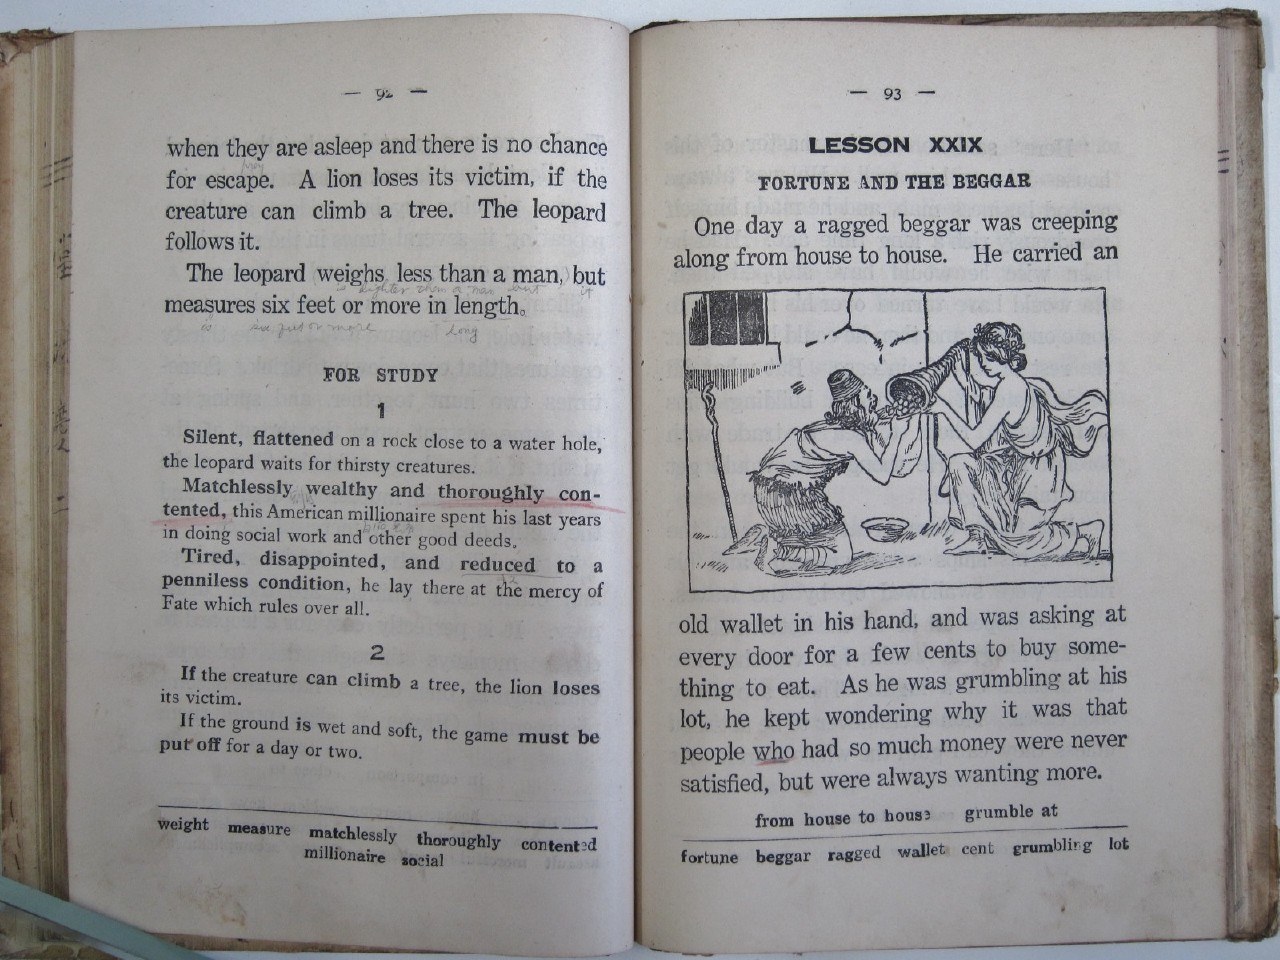 — 92 —
when they are asleep and there is no chance
for escape. A lion loses its victim, if the
creature can climb a tree. The leopard
follows it.
The leopard weighs less than a man, but
is lighter than a man but
measures six feet or more in length.
is six feet or more long
FOR STUDY
1
Silent, flattened on a rock close to a water hole,
the leopard waits for thirsty creatures.
Matchlessly wealthy and thoroughly con-
tented, this American millionaire spent his last years
in doing social work and other good deeds.
Tired, disappointed, and reduced to a
penniless condition, he lay there at the mercy of
Fate which rules over all.
2
If the creature can climb a tree, the lion loses
its victim.
If the ground is wet and soft, the game must be
put off for a day or two.
weight measure matchlessly thoroughly contented
millionaire social
— 93 —
LESSON XXIX
FORTUNE AND THE BEGGAR
One day a ragged beggar was creeping
along from house to house. He carried an
old wallet in his hand, and was asking at
every door for a few cents to buy some-
thing to eat. As he was grumbling at his
lot, he kept wondering why it was that
people who had so much money were never
satisfied, but were always wanting more.
from house to house grumble at
fortune beggar ragged wallet cent grumbling lot